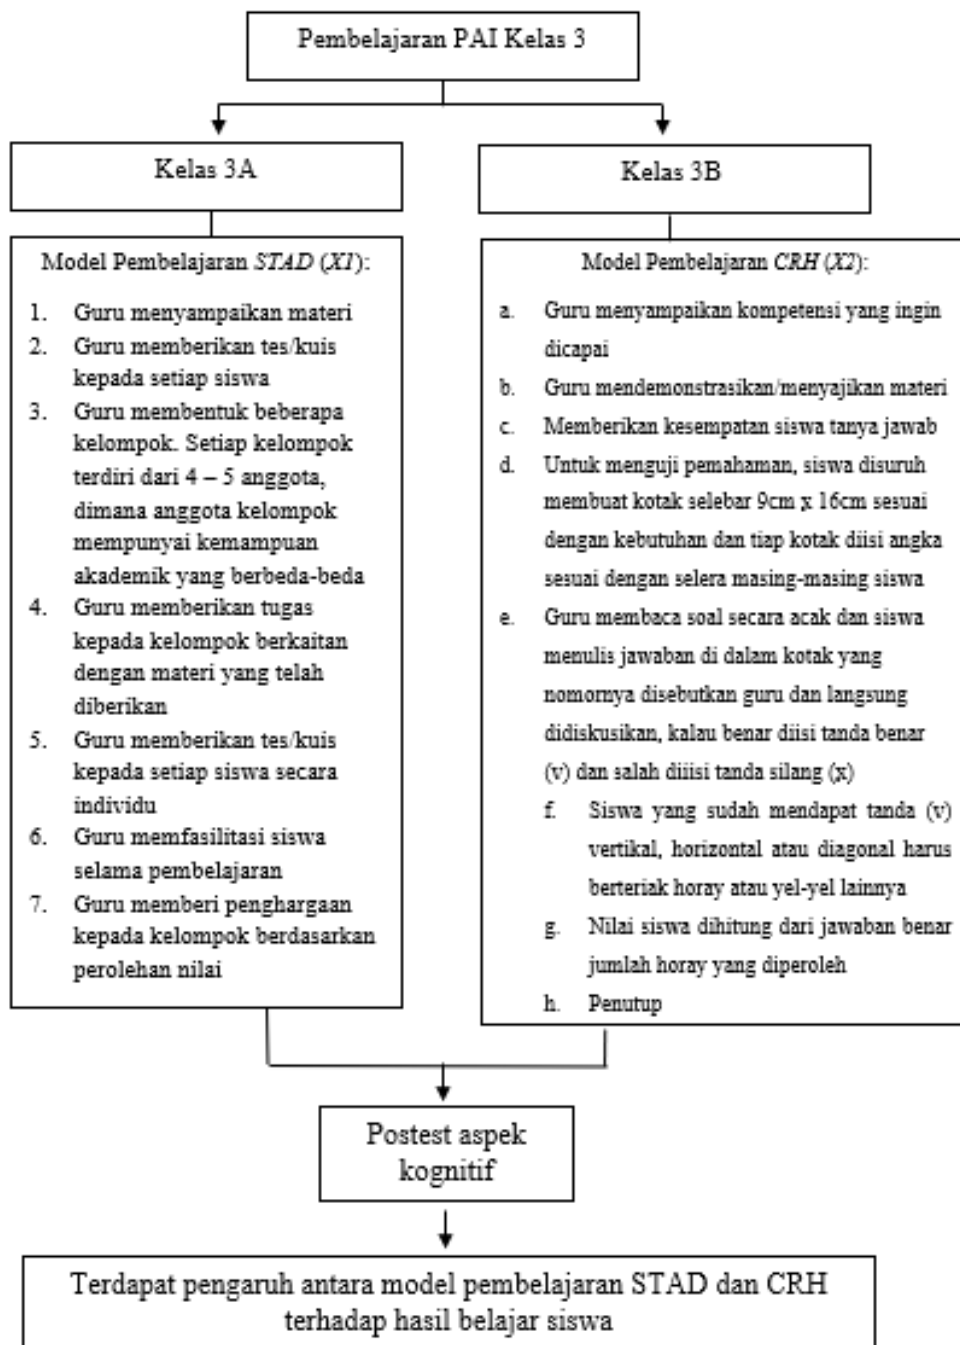 Pembelajaran PAI Kelas 3
Kelas 3A
Kelas 3B
Model Pembelajaran STAD (X1):
1. Guru menyampaikan materi
2. Guru memberikan tes/kuis
kepada setiap siswa
3. Guru membentuk beberapa
kelompok. Setiap kelompok
terdiri dari 4 – 5 anggota,
dimana anggota kelompok
mempunyai kemampuan
akademik yang berbeda-beda
4. Guru memberikan tugas
kepada kelompok berkaitan
dengan materi yang telah
diberikan
5. Guru memberikan tes/kuis
kepada setiap siswa secara
individu
6. Guru memfasilitasi siswa
selama pembelajaran
7. Guru memberi penghargaan
kepada kelompok berdasarkan
perolehan nilai
Model Pembelajaran CRH (X2):
a. Guru menyampaikan kompetensi yang ingin
dicapai
b. Guru mendemonstrasikan/menyajikan materi
c. Memberikan kesempatan siswa tanya jawab
d. Untuk menguji pemahaman, siswa disuruh
membuat kotak selebar 9cm x 16cm sesuai
dengan kebutuhan dan tiap kotak diisi angka
sesuai dengan selera masing-masing siswa
e. Guru membaca soal secara acak dan siswa
menulis jawaban di dalam kotak yang
nomornya disebutkan guru dan langsung
didiskusikan, kalau benar diisi tanda benar
(v) dan salah diiisi tanda silang (x)
f. Siswa yang sudah mendapat tanda (v)
vertikal, horizontal atau diagonal harus
berteriak horay atau yel-yel lainnya
g. Nilai siswa dihitung dari jawaban benar
jumlah horay yang diperoleh
h. Penutup
Postest aspek
kognitif
Terdapat pengaruh antara model pembelajaran STAD dan CRH
terhadap hasil belajar siswa